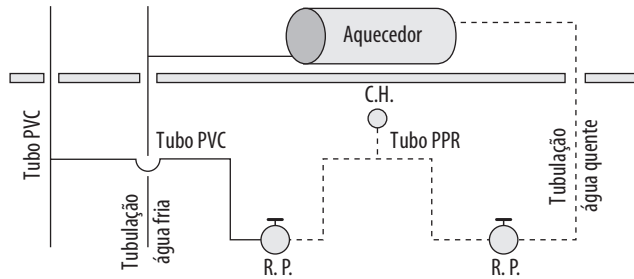 Aquecedor
C.H.
Tubo PVC
Tubo PVC
Tubo PPR
Tubulação
água fria
Tubulação
água quente
R. P.
R. P.